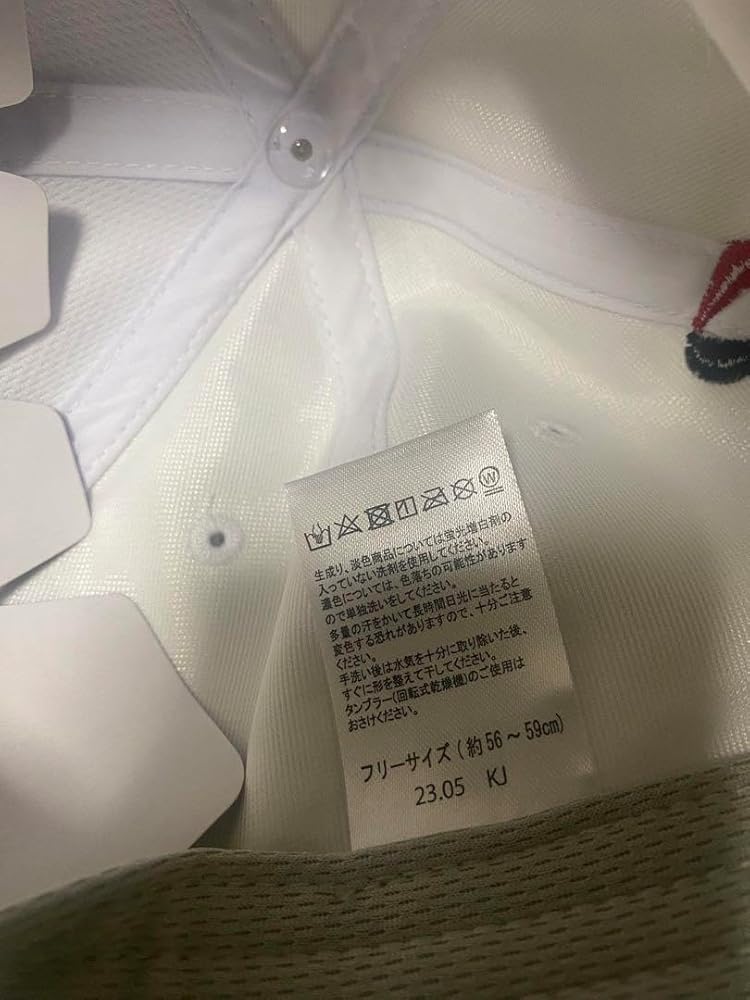 W
生成り、淡色商品については蛍光増白剤の
入っていない洗剤を使用してください。
濃色については、色落ちの可能性があります
ので単独洗いをしてください。
多量の汗をかいて長時間日光に当たると
変色する恐れがありますので、十分ご注意
ください。
手洗い後は水気を十分に取り除いた後、
すぐに形を整えて干してください。
タンブラー(回転式乾燥機)のご使用は
おさけください。
フリーサイズ(約56～59cm)
23.05 KJ